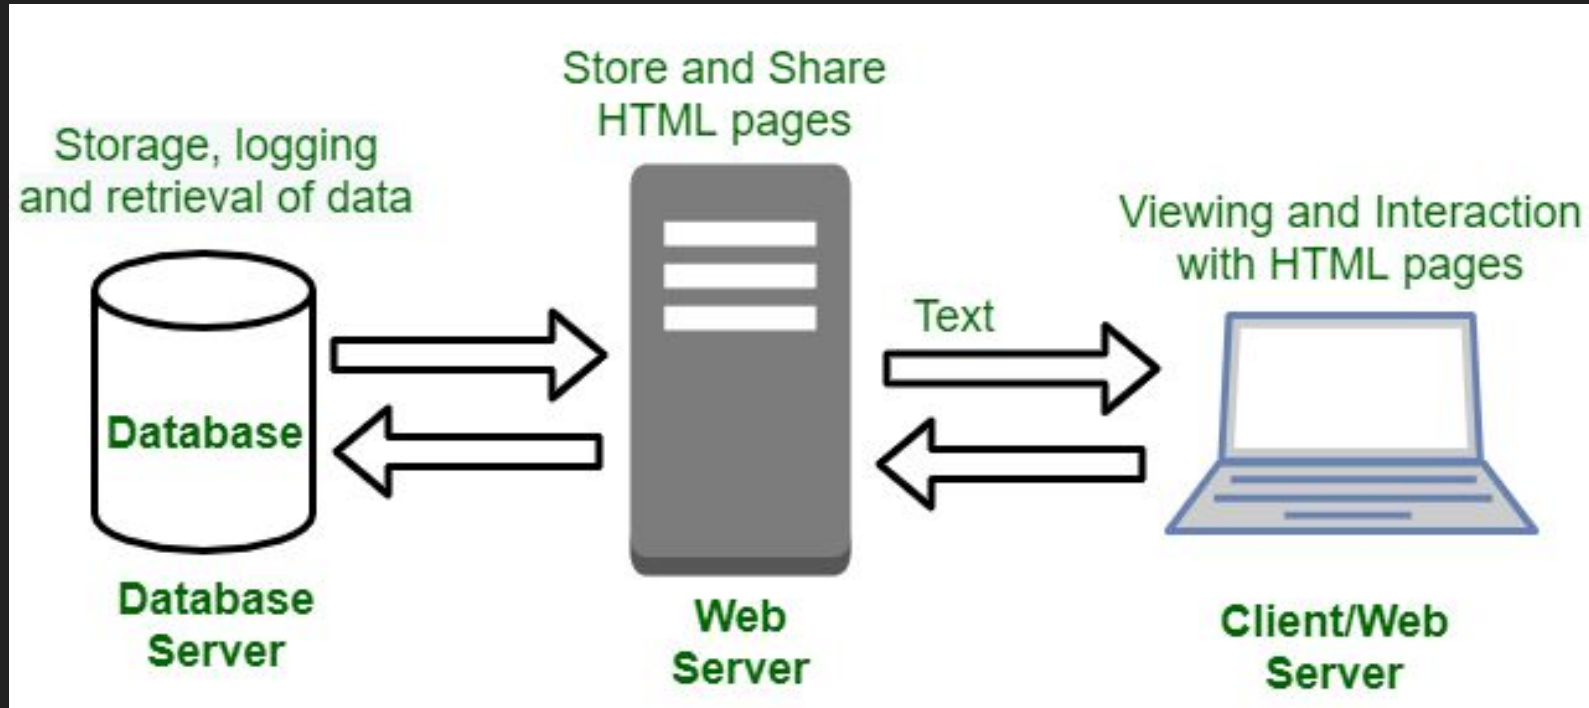 Storage, logging
and retrieval of data
Database
Database
Server
Store and Share
HTML pages
Web
Server
Text
Viewing and Interaction
with HTML pages
Client/Web
Server